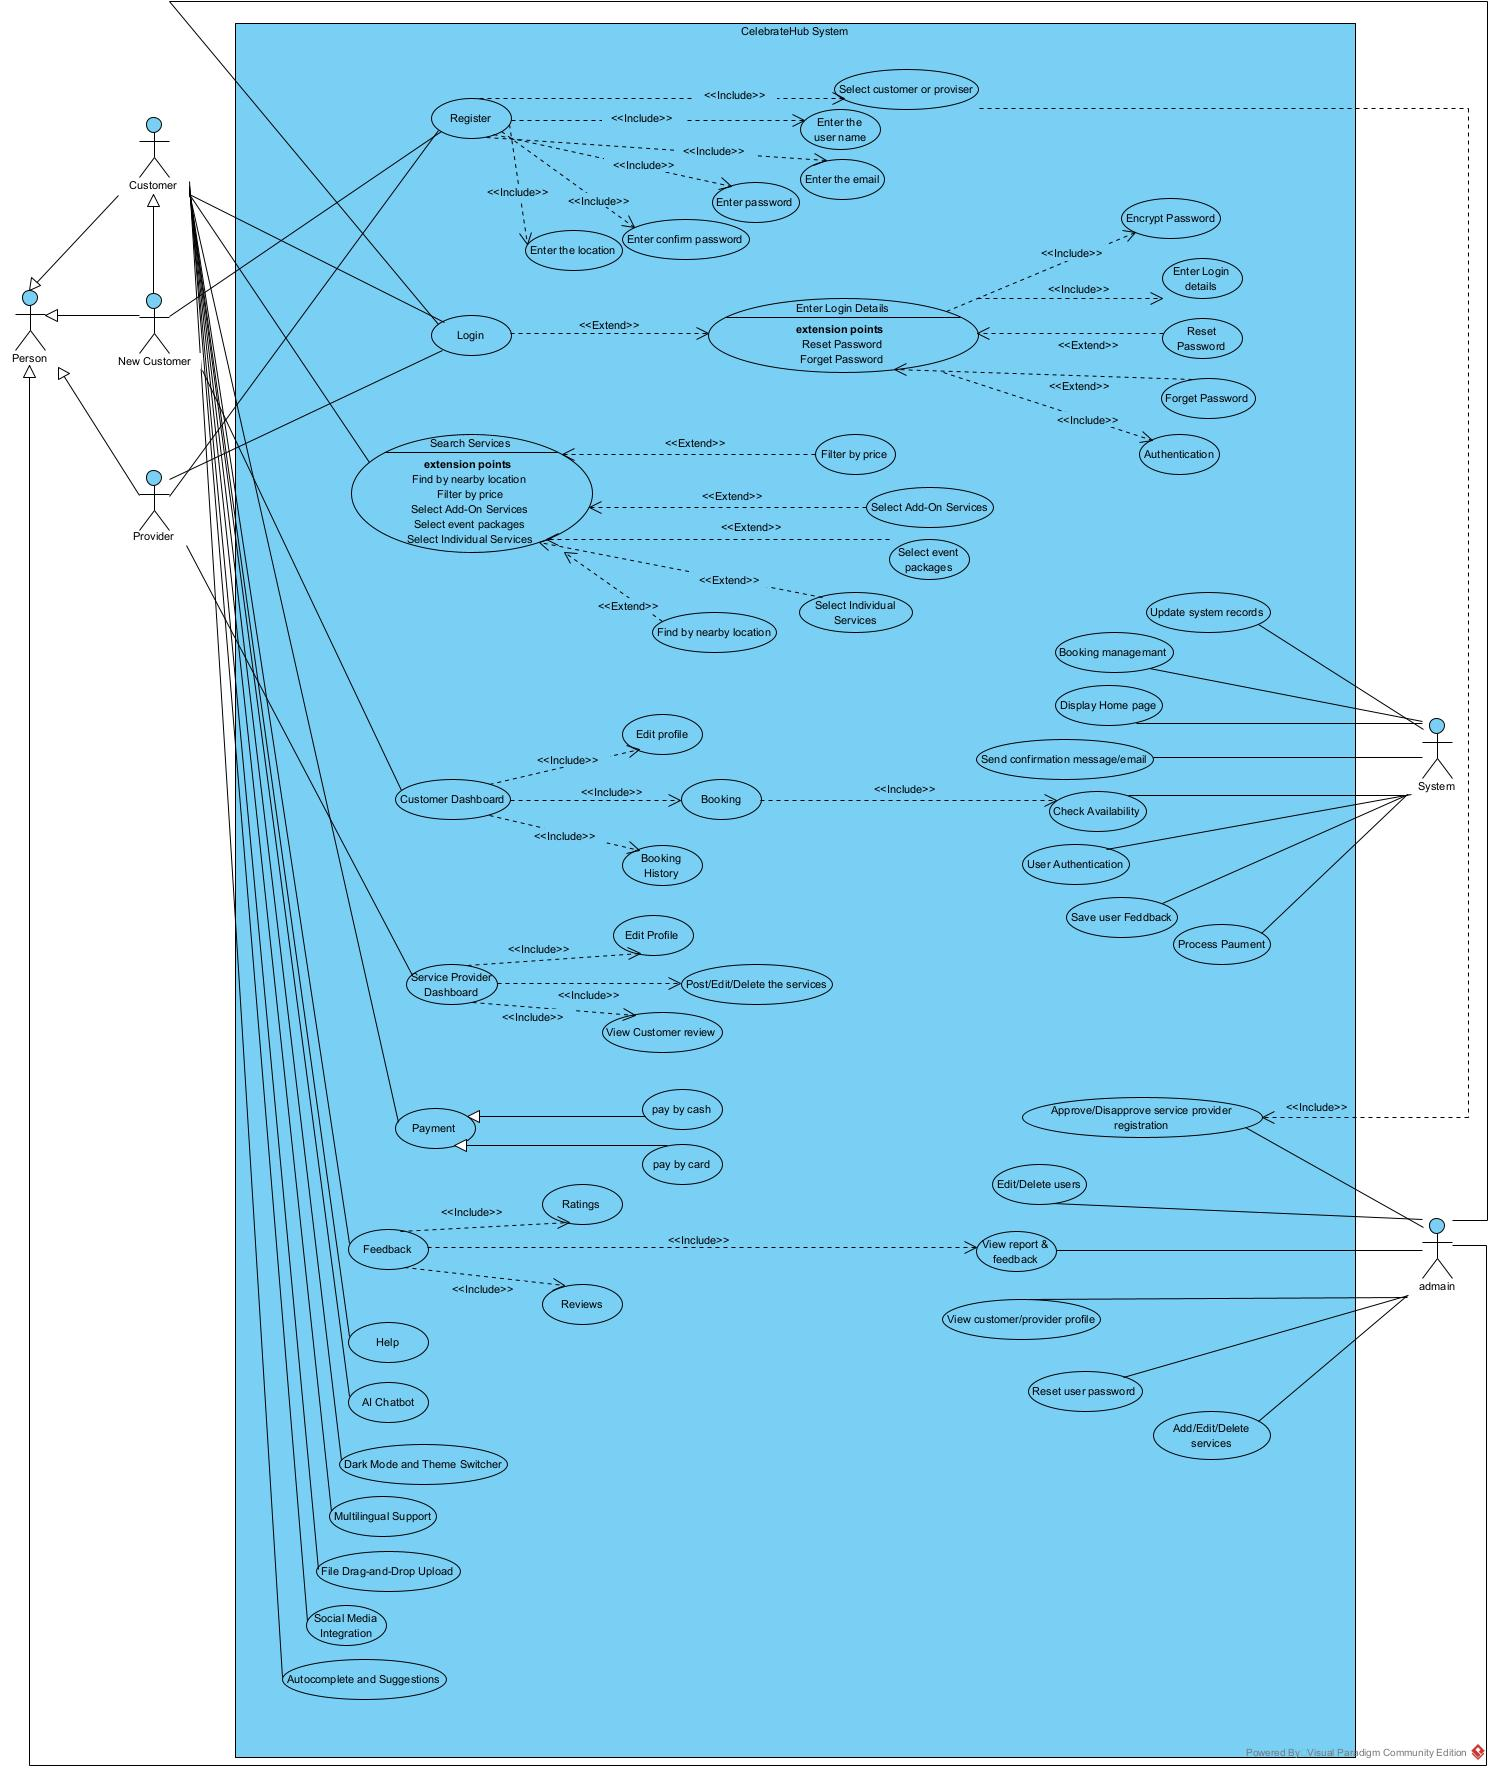 CelebrateHub System
Select customer or proviser
<<Include>>
Register
<<Include>>
Enter the
user name
<<Include>>
<<Include>>
Enter the email
Customer
<<Include>>
<<Include>>
Enter password
Enter confirm password
Enter the location
Encrypt Password
<<Include>>
Enter Login
details
<<Include>>
Enter Login Details
extension points
Reset Password
Forget Password
Login
<<Extend>>
Reset
Password
<<Extend>>
Person
New Customer
<<Extend>>
Forget Password
<<Include>>
Authentication
Search Services
extension points
Find by nearby location
Filter by price
Select Add-On Services
Select event packages
Select Individual Services
<<Extend>>
Filter by price
<<Extend>>
Select Add-On Services
<<Extend>>
Provider
Select event
packages
<<Extend>>
<<Extend>>
Select Individual
Services
Find by nearby location
Update system records
Booking managemant
Display Home page
Edit profile
<<Include>>
Send confirmation message/email
System
Customer Dashboard
<<Include>>
Booking
<<Include>>
Check Availability
<<Include>>
Booking
History
User Authentication
Save user Feddback
Edit Profile
<<Include>>
Process Paument
Service Provider
Dashboard
Post/Edit/Delete the services
<<Include>>
<<Include>>
View Customer review
pay by cash
Payment
pay by card
Approve/Disapprove service provider
registration
<<Include>>
Edit/Delete users
Ratings
<<Include>>
Feedback
<<Include>>
View report &
feedback
<<Include>>
Reviews
admain
View customer/provider profile
Help
AI Chatbot
Reset user password
Add/Edit/Delete
services
Dark Mode and Theme Switcher
Multilingual Support
File Drag-and-Drop Upload
Social Media
Integration
Autocomplete and Suggestions
Powered By: Visual Paradigm Community Edition